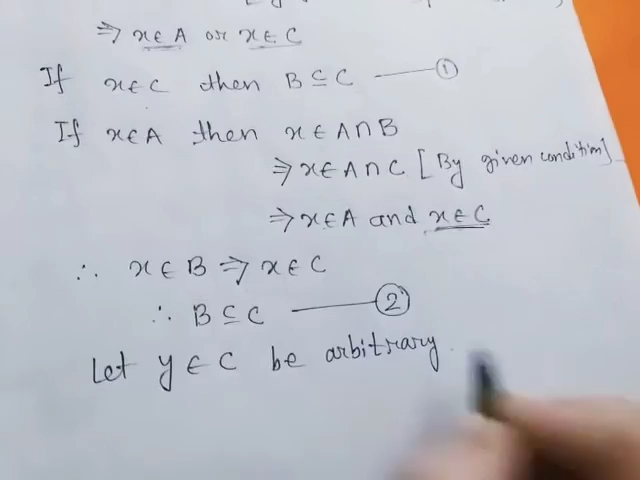 ⇒ x∈A or x∈C
If x∈C then B⊆C ——— ①
If x∈A then x∈A∩B
⇒ x∈A∩C [By given condition]
⇒ x∈A and x∈C
∴ x∈B ⇒ x∈C
∴ B⊆C ——— ②
Let y∈C be arbitrary.